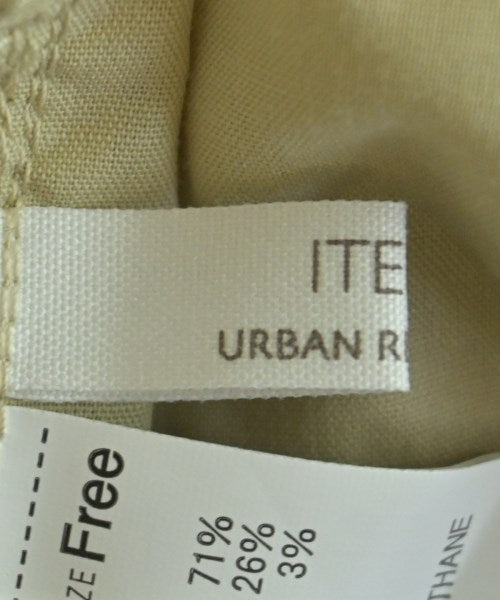 ITE
URBAN R
ZE Free
71%
26%
3%
THANE